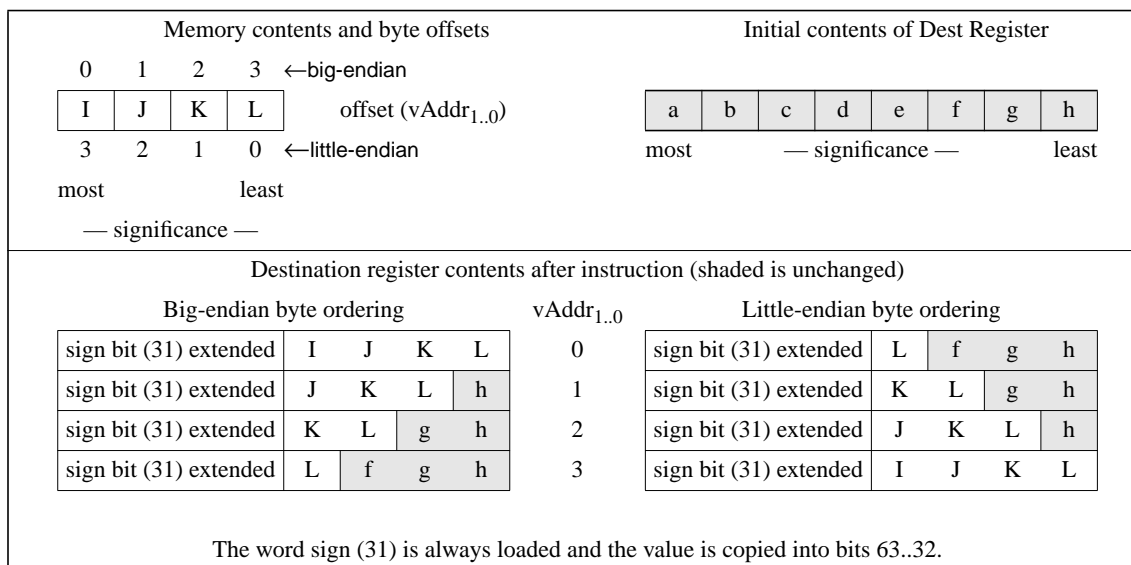 Memory contents and byte offsets Initial contents of Dest Register
0 1 2 3 ←big-endian
I J K L offset (vAddr1..0) a b c d e f g h
3 2 1 0 ←little-endian most — significance — least
most least
— significance —
Destination register contents after instruction (shaded is unchanged)
Big-endian byte ordering vAddr1..0 Little-endian byte ordering
sign bit (31) extended I J K L 0 sign bit (31) extended L f g h
sign bit (31) extended J K L h 1 sign bit (31) extended K L g h
sign bit (31) extended K L g h 2 sign bit (31) extended J K L h
sign bit (31) extended L f g h 3 sign bit (31) extended I J K L
The word sign (31) is always loaded and the value is copied into bits 63..32.